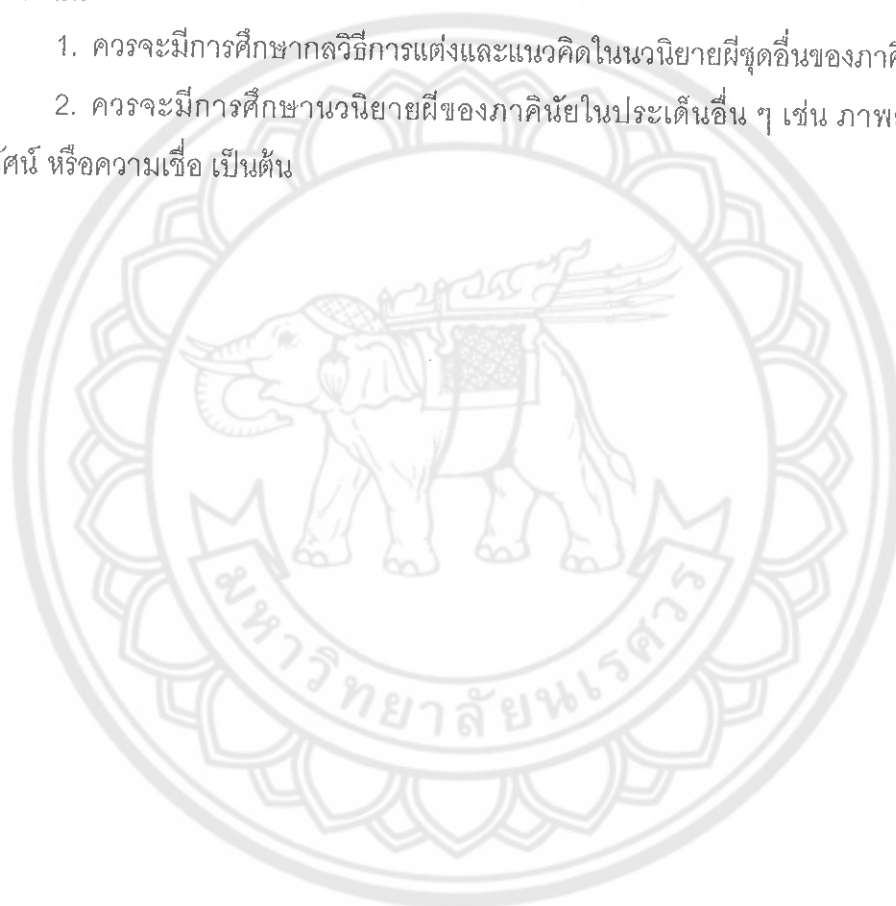 1. ควรจะมีการศึกษากลวิธีการแต่งและแนวคิดในนวนิยายผีชุดอื่นของ
2. ควรจะมีการศึกษานวนิยายผีของภาคินัยในประเด็นอื่น ๆ เช่น
หรือความเชื่อ เป็นต้น
มหาวิทยาลัยนเรศวร